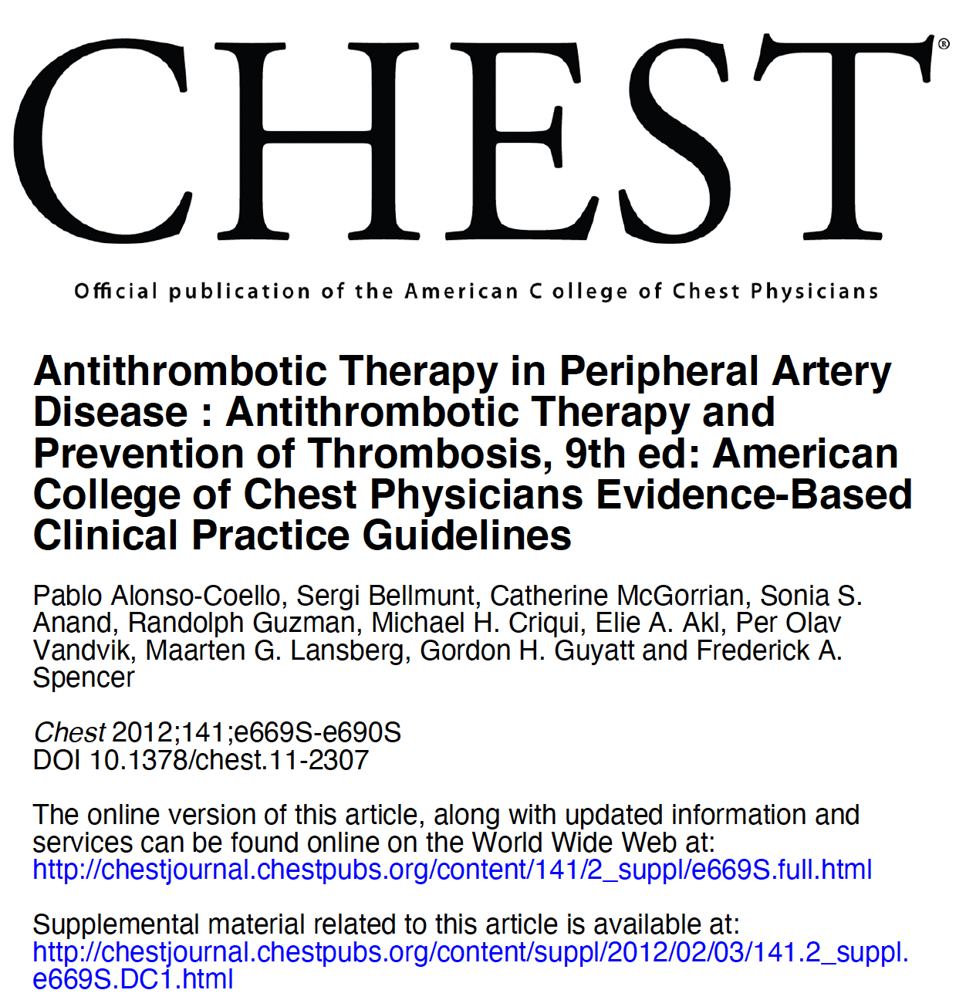 CHEST®
Official publication of the American C ollege of Chest Physicians
Antithrombotic Therapy in Peripheral Artery
Disease : Antithrombotic Therapy and
Prevention of Thrombosis, 9th ed: American
College of Chest Physicians Evidence-Based
Clinical Practice Guidelines
Pablo Alonso-Coello, Sergi Bellmunt, Catherine McGorrian, Sonia S.
Anand, Randolph Guzman, Michael H. Criqui, Elie A. Akl, Per Olav
Vandvik, Maarten G. Lansberg, Gordon H. Guyatt and Frederick A.
Spencer
Chest 2012;141;e669S-e690S
DOI 10.1378/chest.11-2307
The online version of this article, along with updated information and
services can be found online on the World Wide Web at:
http://chestjournal.chestpubs.org/content/141/2_suppl/e669S.full.html
Supplemental material related to this article is available at:
http://chestjournal.chestpubs.org/content/suppl/2012/02/03/141.2_suppl.
e669S.DC1.html